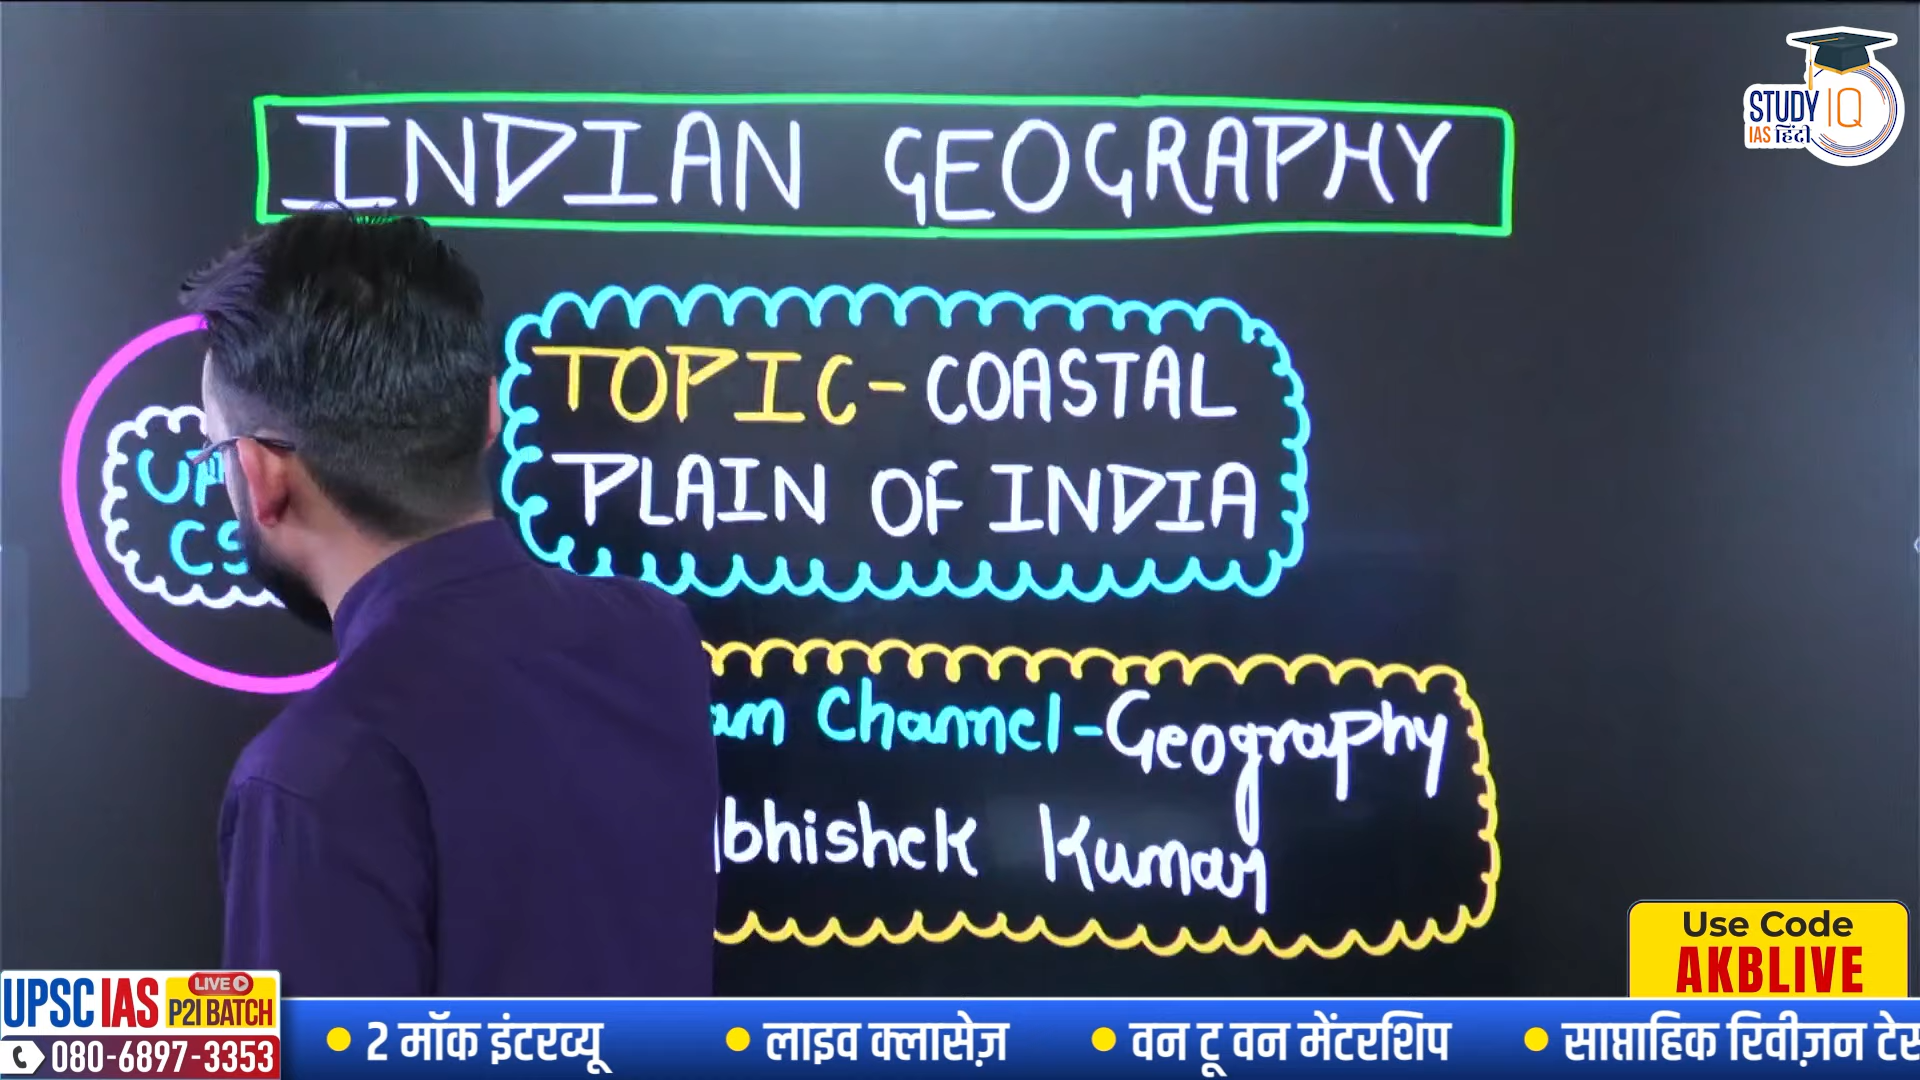 INDIAN GEOGRAPHY
STUDY IQ
IAS हिंदी
TOPIC- COASTAL
PLAIN OF INDIA
CS
Channel-Geography
Kumar
Use Code
AKBLIVE
UPSC IAS
LIVE
P2I BATCH
080-6897-3353
2 मॉक इंटरव्यू
लाइव क्लासेज़
वन टू वन मेंटरशिप
साप्ताहिक रिवीज़न